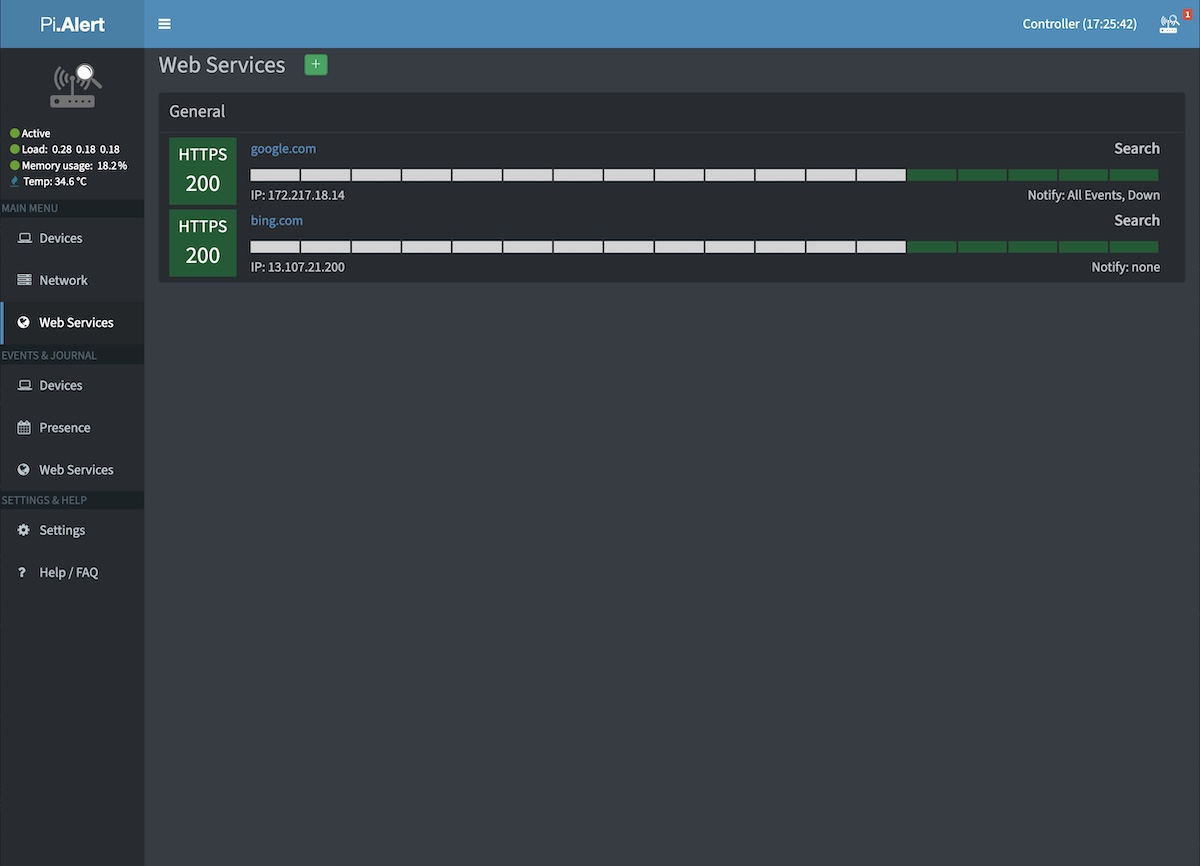 Pi.Alert
Controller (17:25:42)
1
Active
Load: 0.28 0.18 0.18
Memory usage: 18.2%
Temp: 34.6 °C
MAIN MENU
Devices
Network
Web Services
EVENTS & JOURNAL
Devices
Presence
Web Services
SETTINGS & HELP
Settings
? Help / FAQ
Web Services +
General
HTTPS
200
google.com
Search
IP: 172.217.18.14
Notify: All Events, Down
HTTPS
200
bing.com
Search
IP: 13.107.21.200
Notify: none